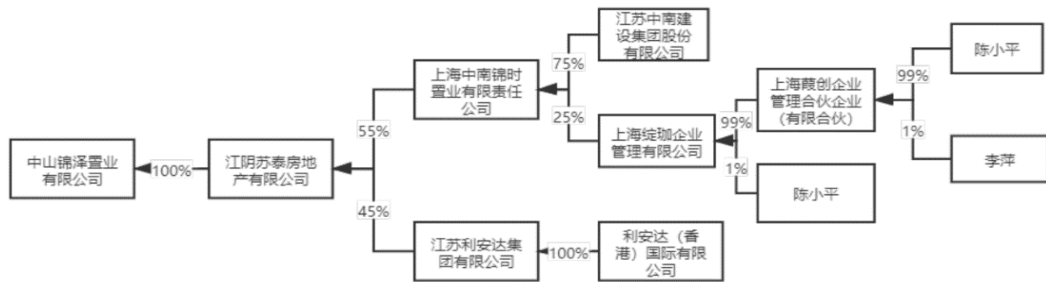 中山锦泽置业
有限公司
100%
江阴苏泰房地
产有限公司
55%
45%
上海中南锦时
置业有限责任
公司
江苏利安达集
团有限公司
75%
25%
100%
江苏中南建
设集团股份
有限公司
上海绽珈企业
管理有限公司
利安达（香
港）国际有限
公司
99%
1%
上海葭创企业
管理合伙企业
（有限合伙）
陈小平
99%
1%
陈小平
李萍